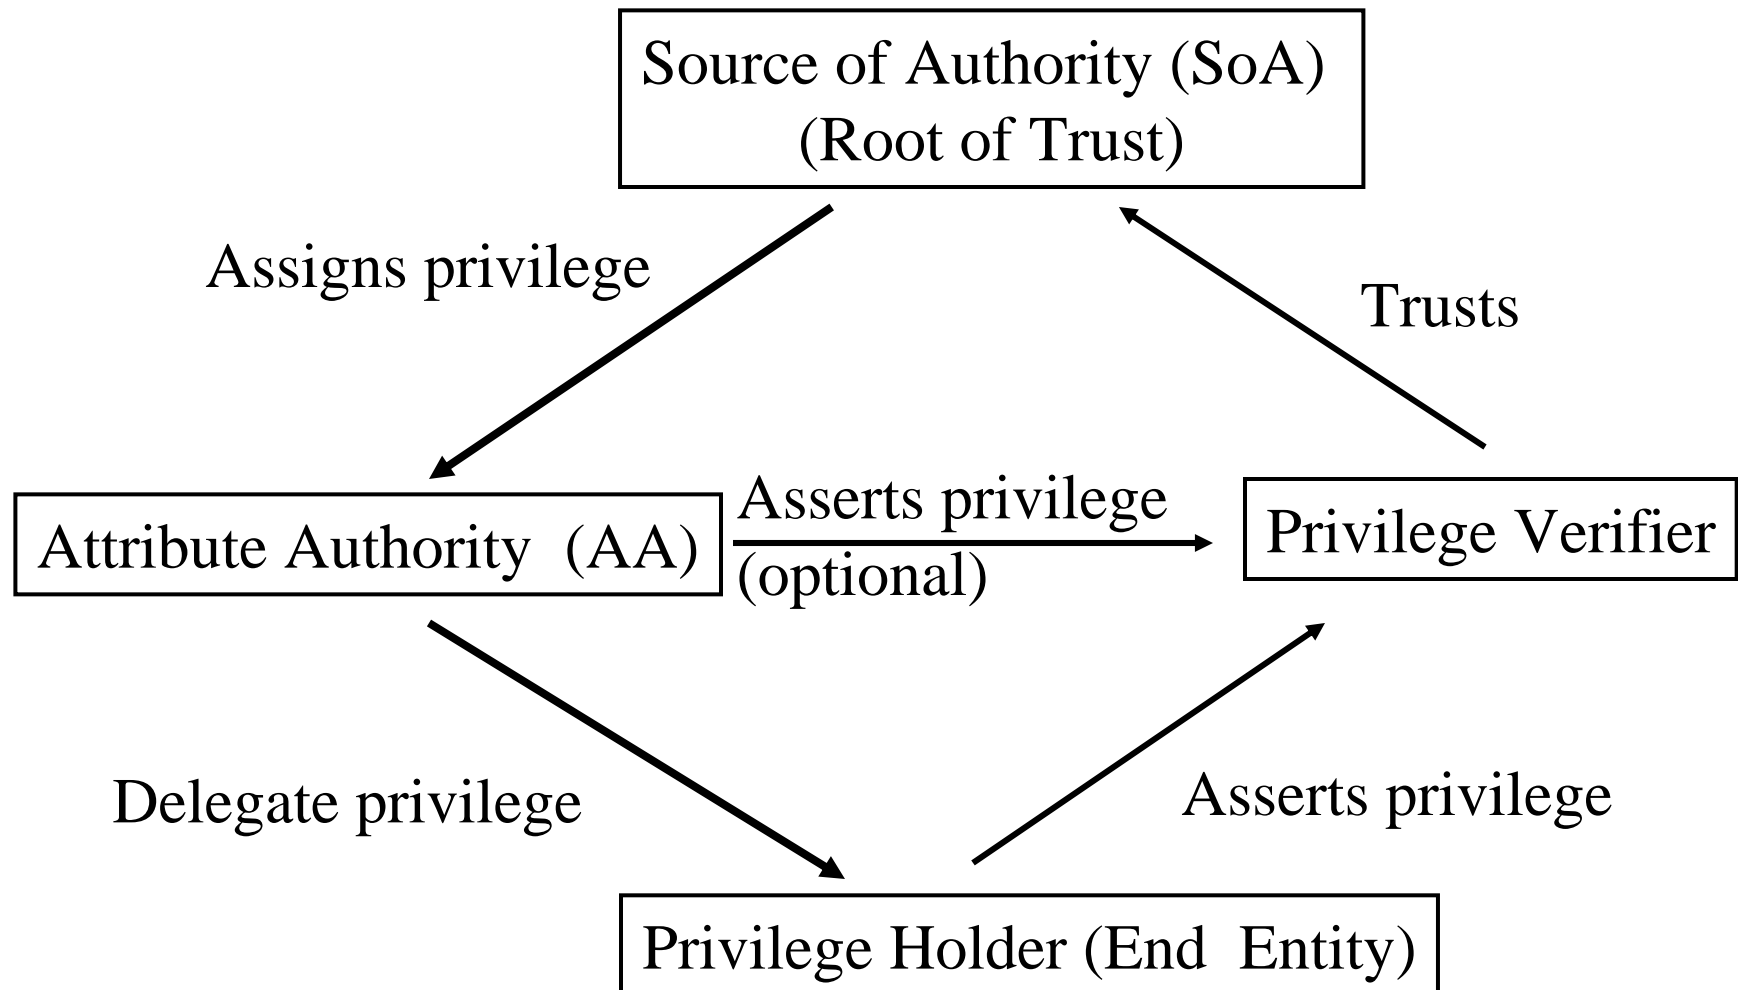 Source of Authority (SoA)
(Root of Trust)
Assigns privilege
Trusts
Attribute Authority  (AA)
Asserts privilege
(optional)
Privilege Verifier
Delegate privilege
Asserts privilege
Privilege Holder (End  Entity)